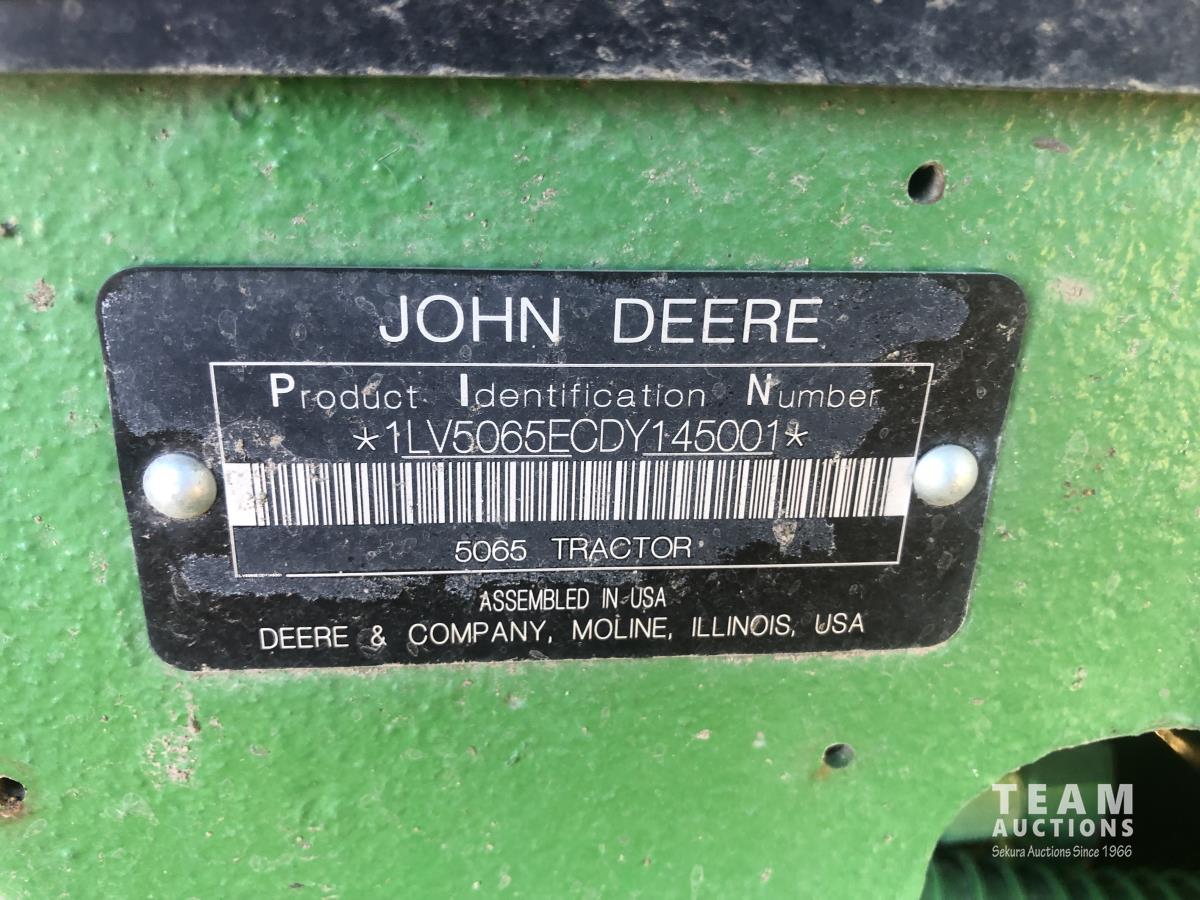 JOHN DEERE
Product Identification Number
*1LV5065ECDY145001*
5065 TRACTOR
ASSEMBLED IN USA
DEERE & COMPANY, MOLINE, ILLINOIS, USA
TEAM
AUCTIONS
Sekura Auctions Since 1966